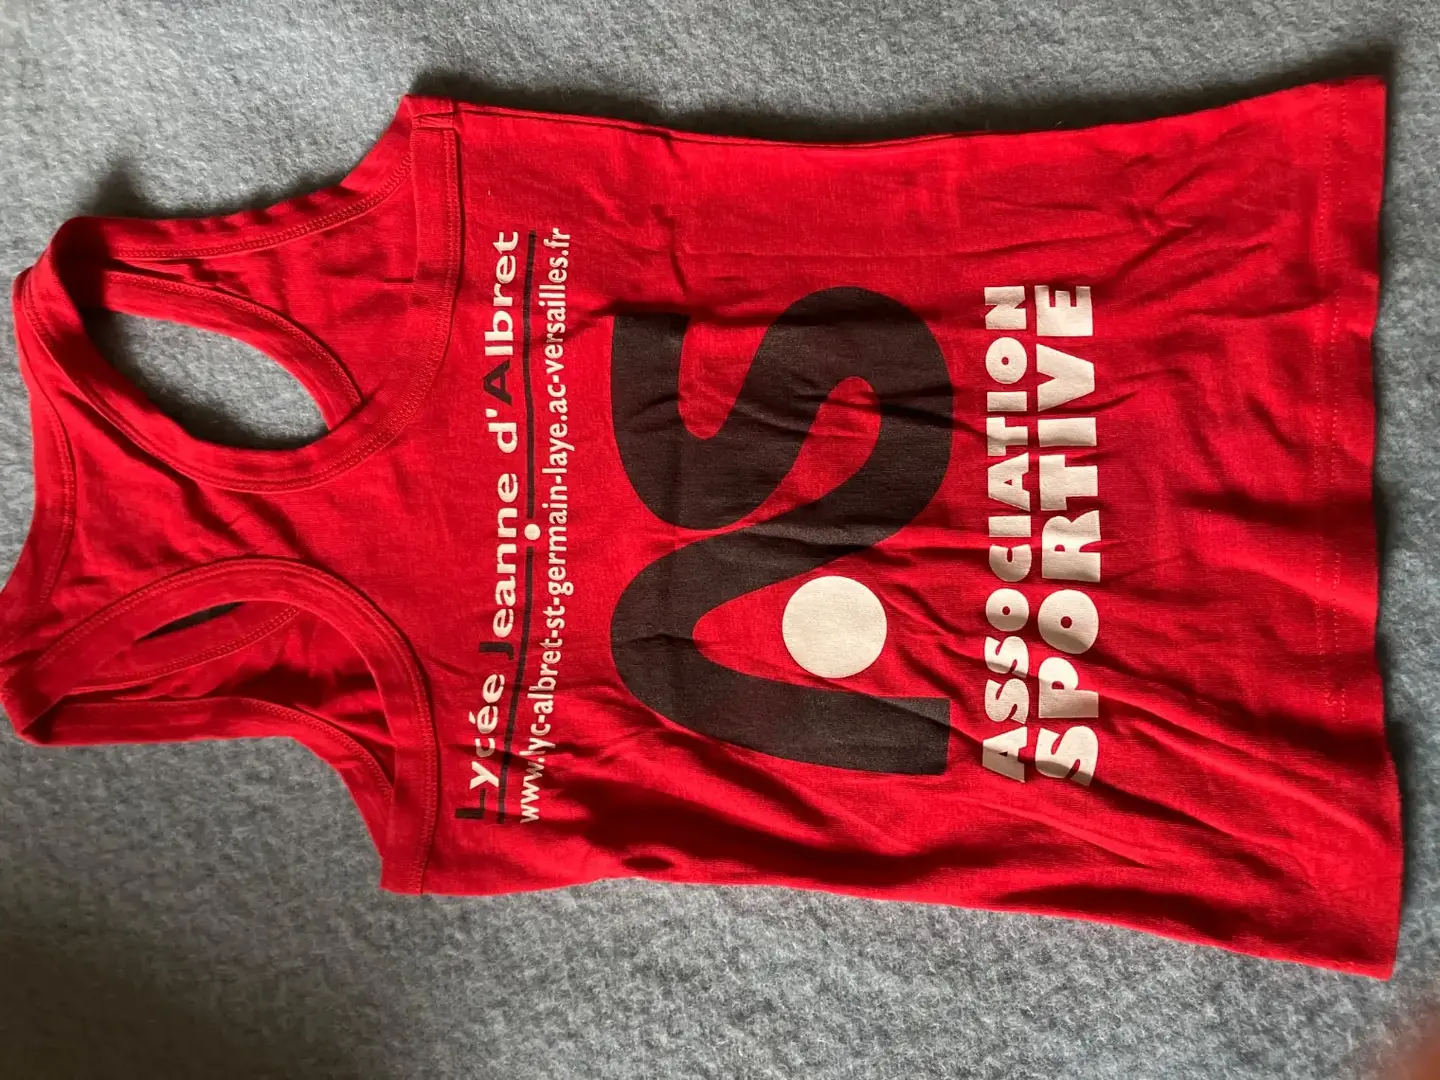 Lycée Jeanne d'Albret
www.lyc-albret-st-germain-laye.ac-versailles.fr
AS
ASSOCIATION
SPORTIVE